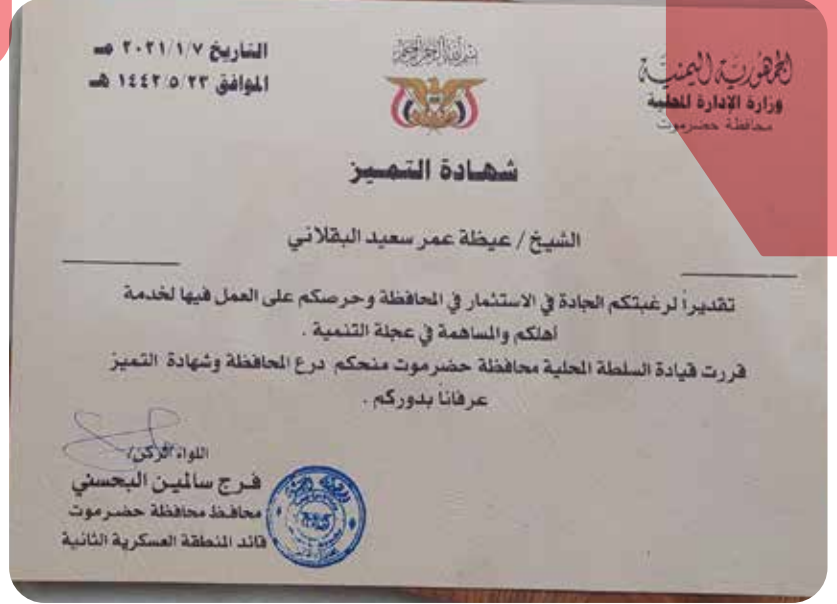 الجمهورية اليمنية
وزارة الإدارة المحلية
محافظة حضرموت
بسم الله الرحمن الرحيم
التاريخ ٢٠٢١/١/٧ مـ
الموافق ١٤٤٢/٥/٢٣ هـ
شهادة التميز
الشيخ / عيظة عمر سعيد البقلاني
تقديراً لرغبتكم الجادة في الاستثمار في المحافظة وحرصكم على العمل فيها لخدمة
أهلكم والمساهمة في عجلة التنمية .
قررت قيادة السلطة المحلية محافظة حضرموت منحكم درع المحافظة وشهادة التميز
عرفاناً بدوركم .
اللواء الركن/
فرج سالمين البحسني
محافظ محافظة حضرموت
قائد المنطقة العسكرية الثانية